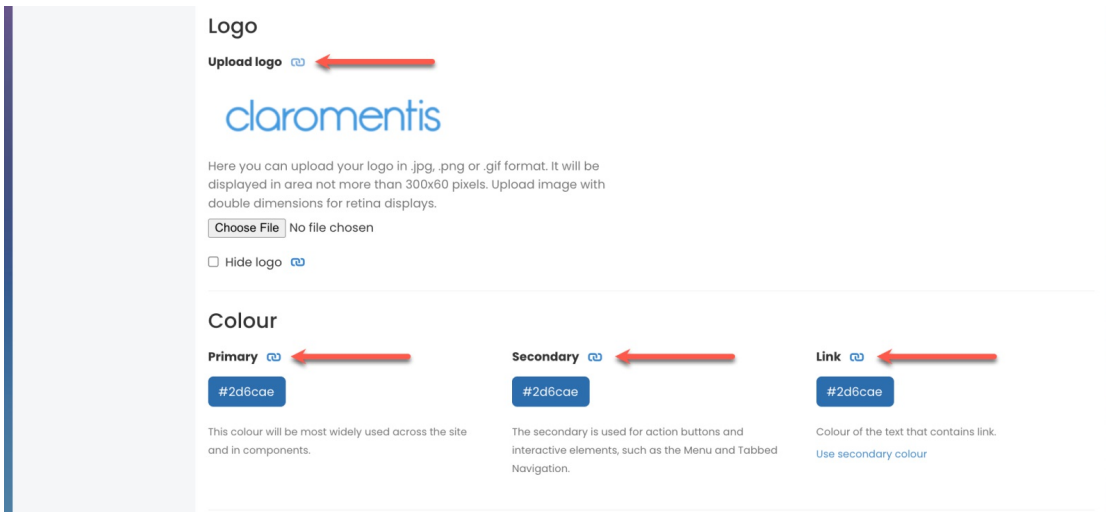 Logo
Upload logo
claromentis
Here you can upload your logo in .jpg, .png or .gif format. It will be
displayed in area not more than 300x60 pixels. Upload image with
double dimensions for retina displays.
Choose File No file chosen
Hide logo
Colour
Primary
Secondary
Link
#2d6cae
#2d6cae
#2d6cae
This colour will be most widely used across the site
and in components.
The secondary is used for action buttons and
interactive elements, such as the Menu and Tabbed
Navigation.
Colour of the text that contains link.
Use secondary colour